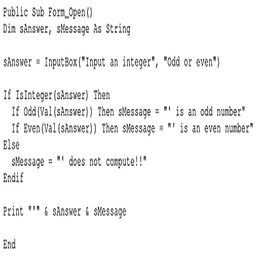 Public Sub Form_Open()
Dim sAnswer, sMessage As String

sAnswer = InputBox("Input an integer", "Odd or even")

If IsInteger(sAnswer) Then
  If Odd(Val(sAnswer)) Then sMessage = "' is an odd number"
  If Even(Val(sAnswer)) Then sMessage = "' is an even number"
Else
  sMessage = "' does not compute!!"
Endif

Print "'" & sAnswer & sMessage

End